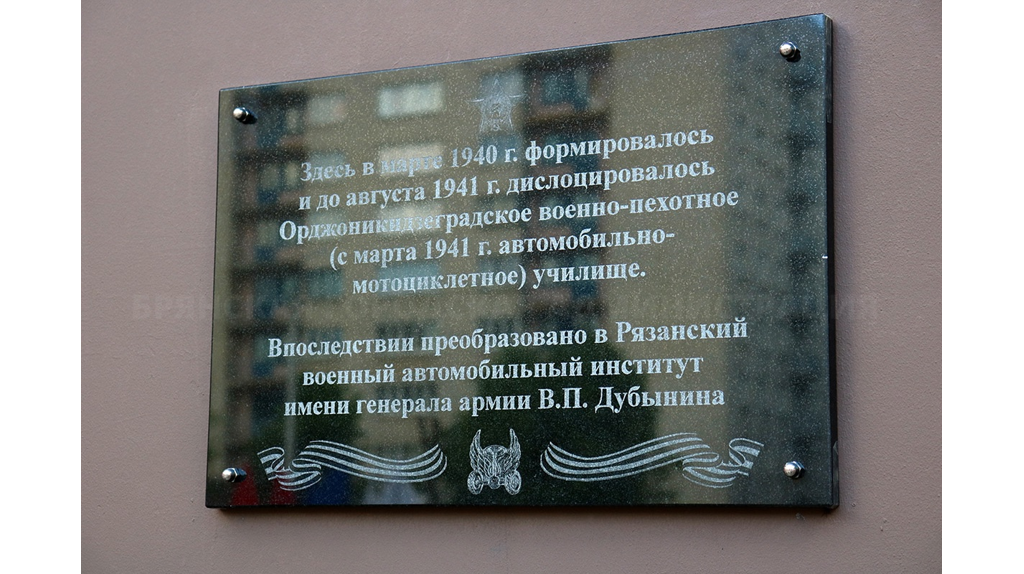 Здесь в марте 1940 г. формировалось
и до августа 1941 г. дислоцировалось
Орджоникидзеградское военно-пехотное
(с марта 1941 г. автомобильно-
мотоциклетное) училище.
Впоследствии преобразовано в Рязанский
военный автомобильный институт
имени генерала армии В.П. Дубынина